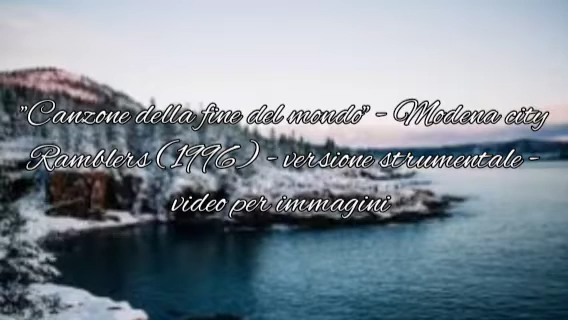 "Canzone della fine del mondo" - Modena city
Ramblers (1996) - versione strumentale -
video per immagini